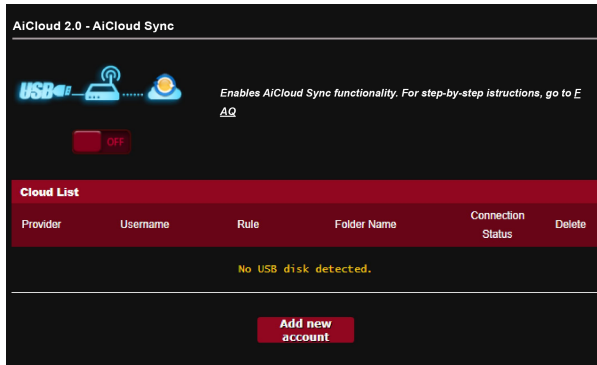 AiCloud 2.0 - AiCloud Sync
USB
Enables AiCloud Sync functionality. For step-by-step istructions, go to F
AQ
OFF
Cloud List
Provider Username Rule Folder Name Connection Status Delete
No USB disk detected.
Add new
account